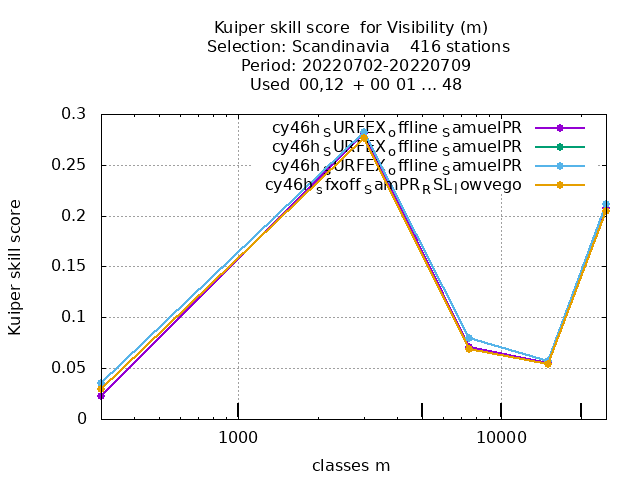 Kuiper skill score  for Visibility (m)
Selection: Scandinavia    416 stations
Period: 20220702-20220709
Used  00,12  + 00 01 ... 48
cy46h_SURFEX_offline_SamuelPR
cy46h_SURFEX_offline_SamuelPR
cy46h_SURFEX_offline_SamuelPR
cy46h_sfxoff_SamPR_RSL_lowvego
0.3
0.25
0.2
0.15
0.1
0.05
0
Kuiper skill score
1000
10000
classes m